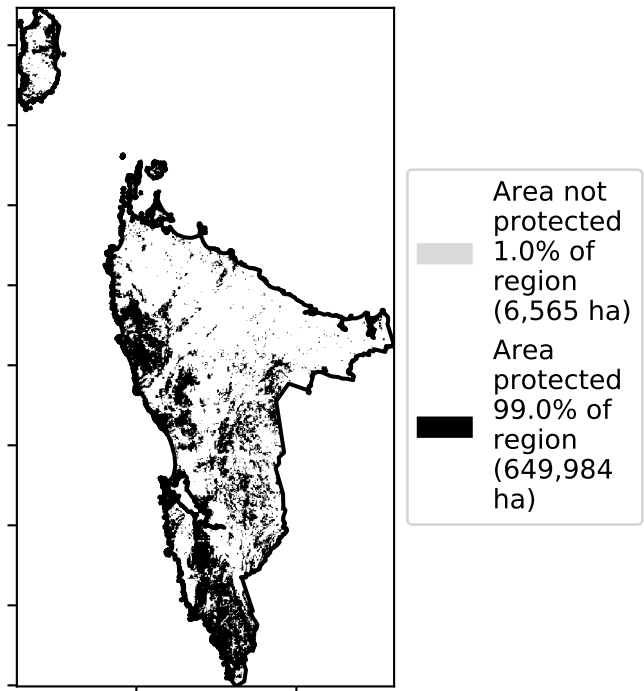 Area not
protected
1.0% of
region
(6,565 ha)
Area
protected
99.0% of
region
(649,984
ha)